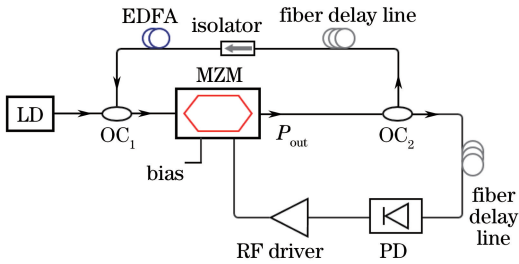 EDFA
isolator
fiber delay line
MZM
LD
OC1
Pout
OC2
bias
fiber
delay
line
RF driver
PD